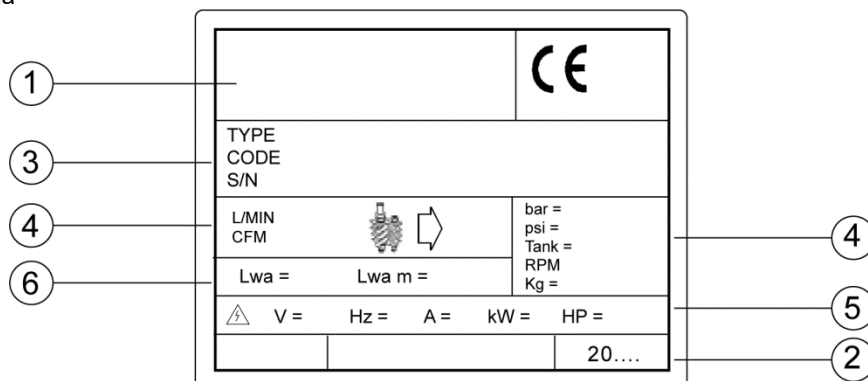 1
CE
TYPE
CODE
S/N
3
L/MIN
CFM
4
bar =
psi =
Tank =
RPM
Kg =
4
Lwa = Lwa m =
6
V = Hz = A = kW = HP =
5
20....
2